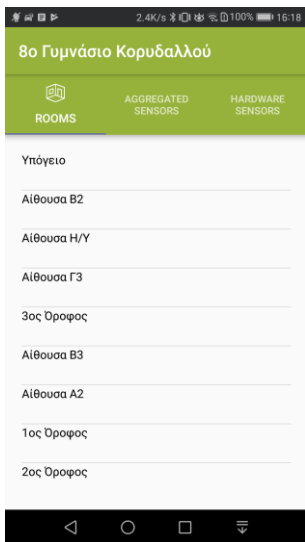 2.4K/s 100% 16:18
8ο Γυμνάσιο Κορυδαλλού
ROOMS
AGGREGATED
SENSORS
HARDWARE
SENSORS
Υπόγειο
Αίθουσα Β2
Αίθουσα Η/Υ
Αίθουσα Γ3
3ος Όροφος
Αίθουσα Β3
Αίθουσα Α2
1ος Όροφος
2ος Όροφος